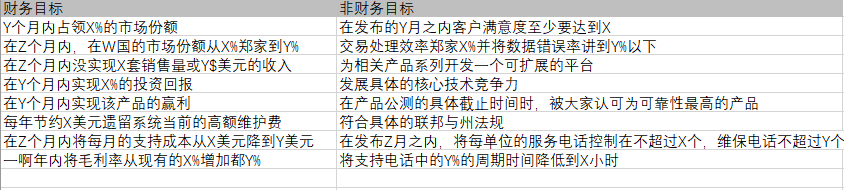 财务目标 非财务目标
Y个月内占领X%的市场份额 在发布的Y月之内客户满意度至少要达到X
在Z个月内，在W国的市场份额从X%郑家到Y% 交易处理效率郑家X%并将数据错误率讲到Y%以下
在Z个月内没实现X套销售量或Y$美元的收入 为相关产品系列开发一个可扩展的平台
在Y个月内实现X%的投资回报 发展具体的核心技术竞争力
在Y个月内实现该产品的赢利 在产品公测的具体截止时间时，被大家认可为可靠性最高的产品
每年节约X美元遗留系统当前的高额维护费 符合具体的联邦与州法规
在Z个月内将每月的支持成本从X美元降到Y美元 在发布Z月之内，将每单位的服务电话控制在不超过X个，维保电话不超过Y个
一啊年内将毛利率从现有的X%增加都Y% 将支持电话中的Y%的周期时间降低到X小时